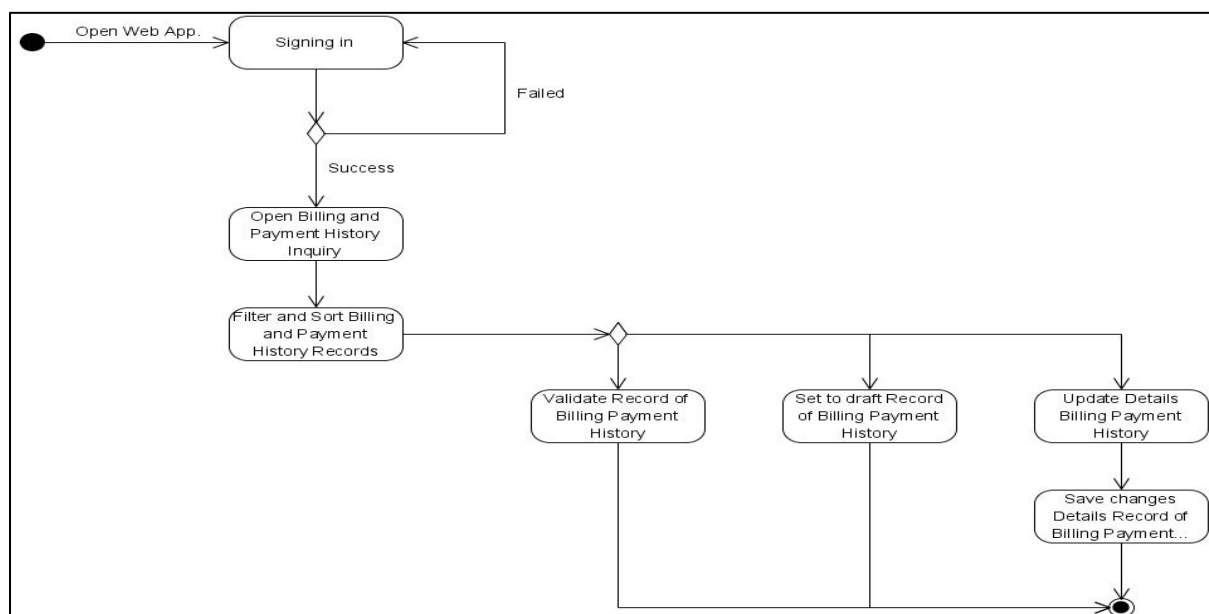 Open Web App.
Signing in
Failed
Success
Open Billing and
Payment History
Inquiry
Filter and Sort Billing
and Payment
History Records
Validate Record of
Billing Payment
History
Set to draft Record
of Billing Payment
History
Update Details
Billing Payment
History
Save changes
Details Record of
Billing Payment...